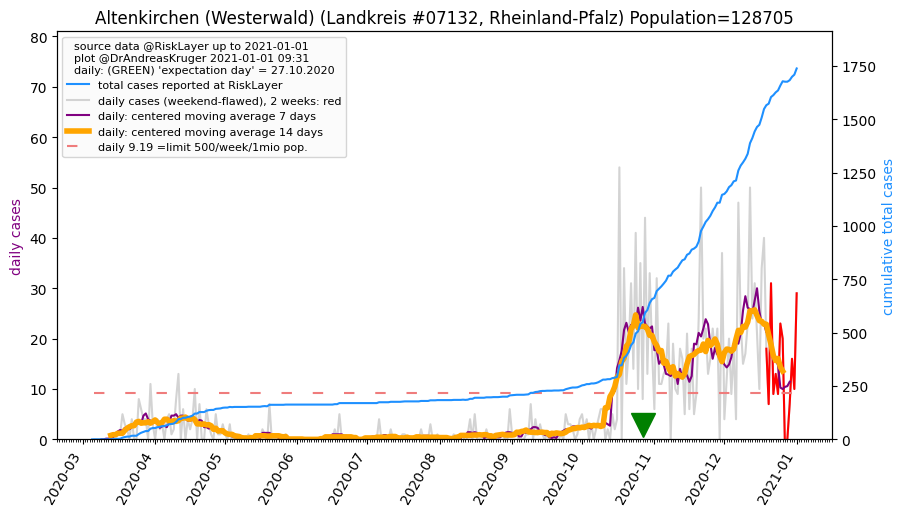 Altenkirchen (Westerwald) (Landkreis #07132, Rheinland-Pfalz) Population=128705
source data @RiskLayer up to 2021-01-01
plot @DrAndreasKruger 2021-01-01 09:31
daily: (GREEN) 'expectation day' = 27.10.2020
total cases reported at RiskLayer
daily cases (weekend-flawed), 2 weeks: red
daily: centered moving average 7 days
daily: centered moving average 14 days
daily 9.19 =limit 500/week/1mio pop.
daily cases
80
70
60
50
40
30
20
10
0
cumulative total cases
1750
1500
1250
1000
750
500
250
0
2020-03
2020-04
2020-05
2020-06
2020-07
2020-08
2020-09
2020-10
2020-11
2020-12
2021-01